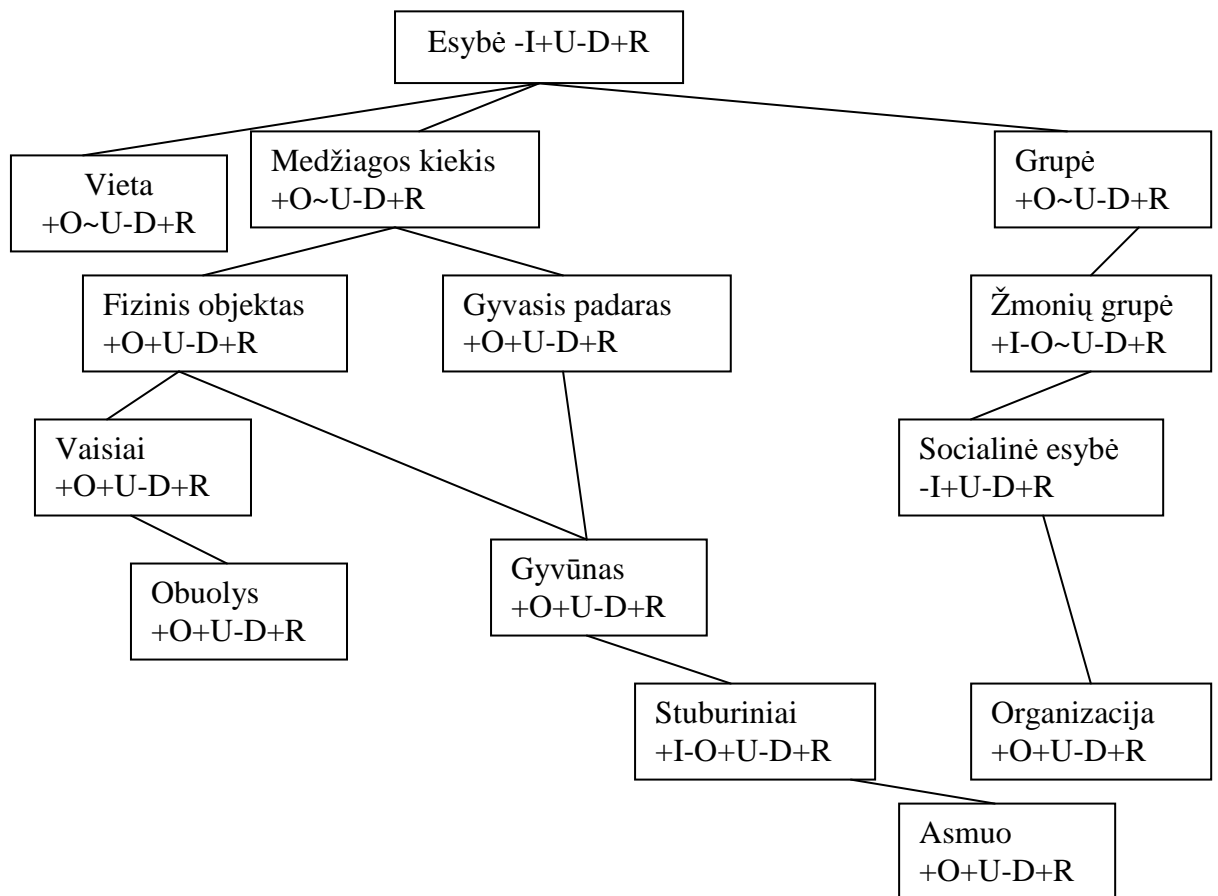 Esybė -I+U-D+R
Vieta
+O~U-D+R
Medžiagos kiekis
+O~U-D+R
Grupė
+O~U-D+R
Fizinis objektas
+O+U-D+R
Gyvasis padaras
+O+U-D+R
Žmonių grupė
+I-O~U-D+R
Vaisiai
+O+U-D+R
Socialinė esybė
-I+U-D+R
Obuolys
+O+U-D+R
Gyvūnas
+O+U-D+R
Stuburiniai
+I-O+U-D+R
Organizacija
+O+U-D+R
Asmuo
+O+U-D+R